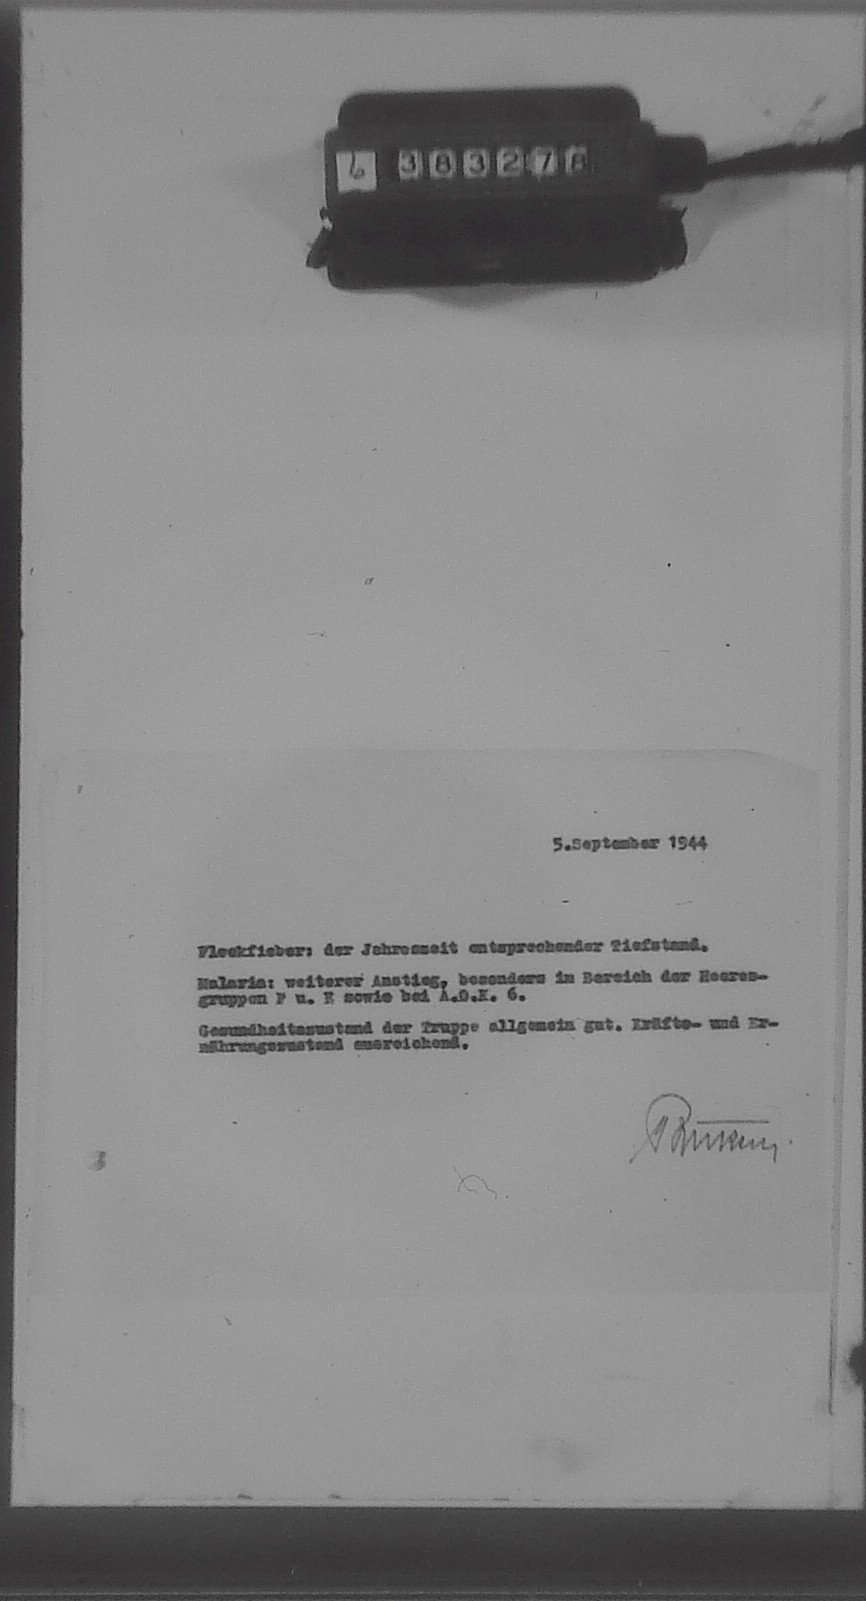 6 383278
5.September 1944
Fleckfieber: der Jahreszeit entsprechender Tiefstand.
Malaria: weiterer Anstieg, besonders im Bereich der Heeres-
gruppen F u. E sowie bei A.O.K. 6.
Gesundheitszustand der Truppe allgemein gut. Kräfte- und Er-
nährungszustand ausreichend.